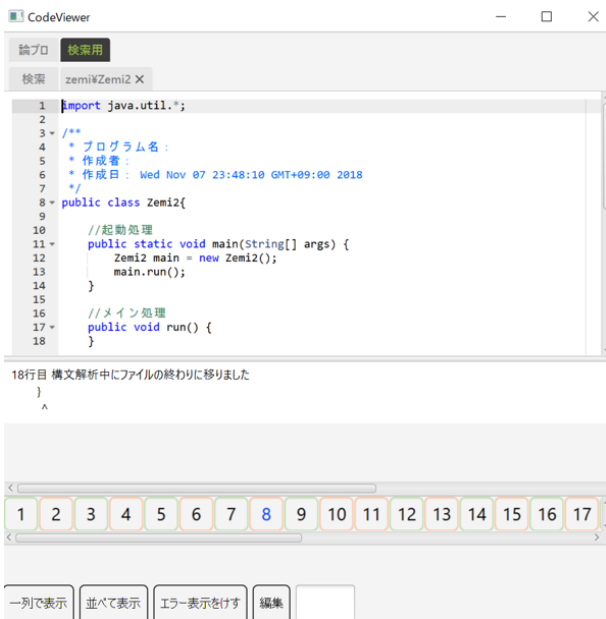 CodeViewer
論プロ 検索用
検索 zemi¥Zemi2 ×
1 import java.util.*;
2
3 /**
4 * プログラム名：
5 * 作成者：
6 * 作成日： Wed Nov 07 23:48:10 GMT+09:00 2018
7 */
8 public class Zemi2{
9
10 //起動処理
11 public static void main(String[] args) {
12 Zemi2 main = new Zemi2();
13 main.run();
14 }
15
16 //メイン処理
17 public void run() {
18 }
18行目 構文解析中にファイルの終わりに移りました
}
^
1 2 3 4 5 6 7 8 9 10 11 12 13 14 15 16 17
一列で表示 並べて表示 エラー表示をけす 編集